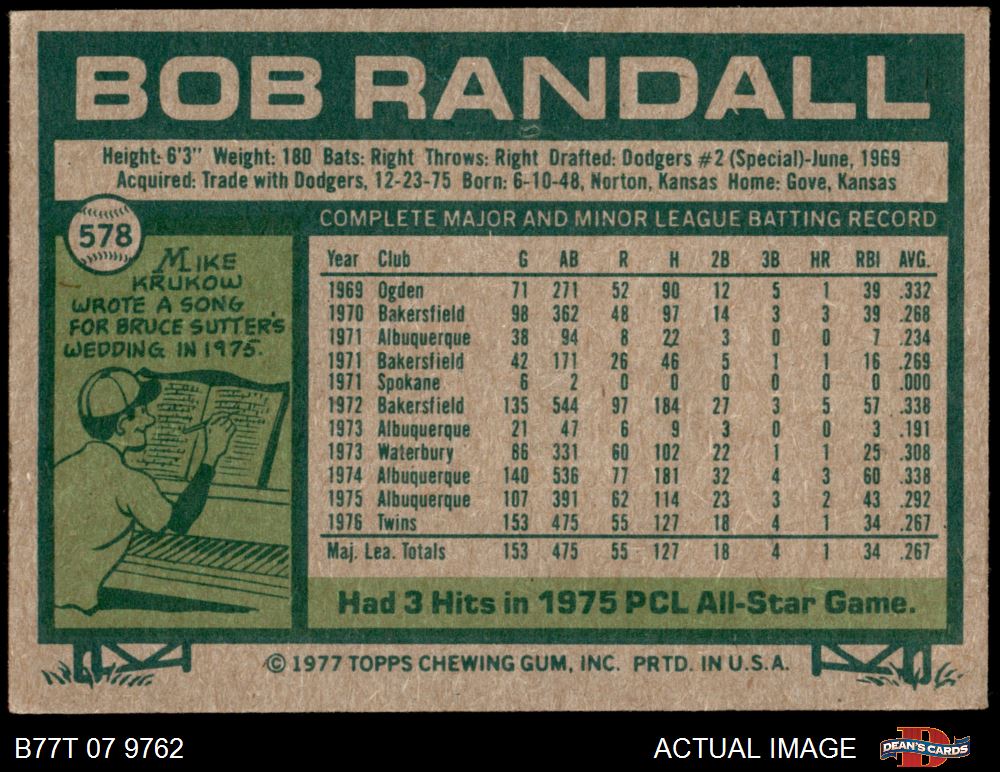 BOB RANDALL
Height: 6'3" Weight: 180 Bats: Right Throws: Right Drafted: Dodgers #2 (Special)-June, 1969
Acquired: Trade with Dodgers, 12-23-75 Born: 6-10-48, Norton, Kansas Home: Gove, Kansas
578
MIKE
KRUKOW
WROTE A SONG
FOR BRUCE SUTTER'S
WEDDING IN 1975.
COMPLETE MAJOR AND MINOR LEAGUE BATTING RECORD
Year Club G AB R H 2B 3B HR RBI AVG.
1969 Ogden 71 271 52 90 12 5 1 39 .332
1970 Bakersfield 98 362 48 97 14 3 3 39 .268
1971 Albuquerque 38 94 8 22 3 0 0 7 .234
1971 Bakersfield 42 171 26 46 5 1 1 16 .269
1971 Spokane 6 2 0 0 0 0 0 0 .000
1972 Bakersfield 135 544 97 184 27 3 5 57 .338
1973 Albuquerque 21 47 6 9 3 0 0 3 .191
1973 Waterbury 86 331 60 102 22 1 1 25 .308
1974 Albuquerque 140 536 77 181 32 4 3 60 .338
1975 Albuquerque 107 391 62 114 23 3 2 43 .292
1976 Twins 153 475 55 127 18 4 1 34 .267
Maj. Lea. Totals 153 475 55 127 18 4 1 34 .267
Had 3 Hits in 1975 PCL All-Star Game.
© 1977 TOPPS CHEWING GUM, INC. PRTD. IN U.S.A.
B77T 07 9762
ACTUAL IMAGE
D
DEAN'S CARDS